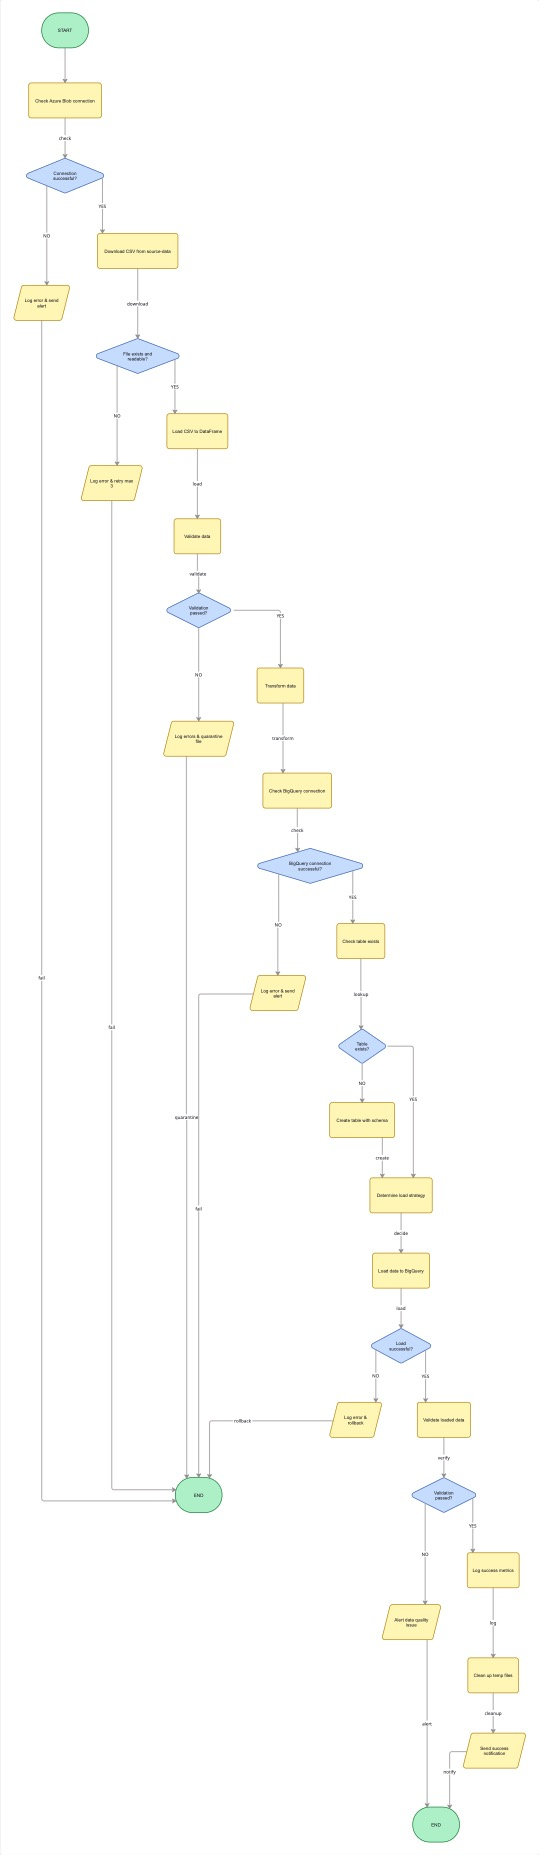 START
Check Azure Blob connection
check
Connection
successful?
YES
NO
Download CSV from source-data
Log error & send
alert
download
File exists and
readable?
YES
NO
Load CSV to DataFrame
Log error & retry max
3
load
Validate data
validate
Validation
passed?
YES
NO
Transform data
Log errors & quarantine
file
transform
Check BigQuery connection
check
BigQuery connection
successful?
YES
NO
Check table exists
fail
Log error & send
alert
lookup
fail
Table
exists?
NO
YES
quarantine
Create table with schema
create
Determine load strategy
fail
decide
Load data to BigQuery
load
Load
successful?
NO
YES
rollback
Log error &
rollback
Validate loaded data
verify
END
Validation
passed?
YES
NO
Log success metrics
Alert data quality
issue
log
Clean up temp files
cleanup
alert
Send success
notification
notify
END